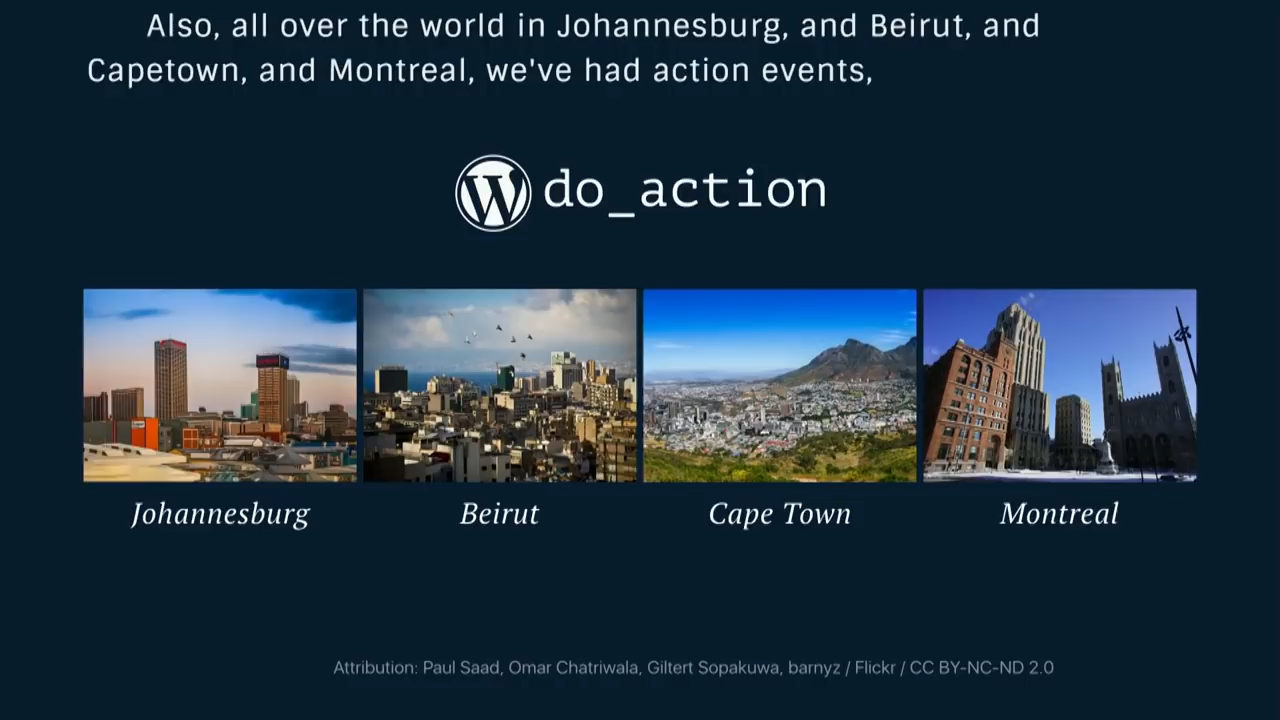 Also, all over the world in Johannesburg, and Beirut, and
Capetown, and Montreal, we've had action events,
do_action
Johannesburg
Beirut
Cape Town
Montreal
Attribution: Paul Saad, Omar Chatriwala, Giltert Sopakuwa, barnyz / Flickr / CC BY-NC-ND 2.0